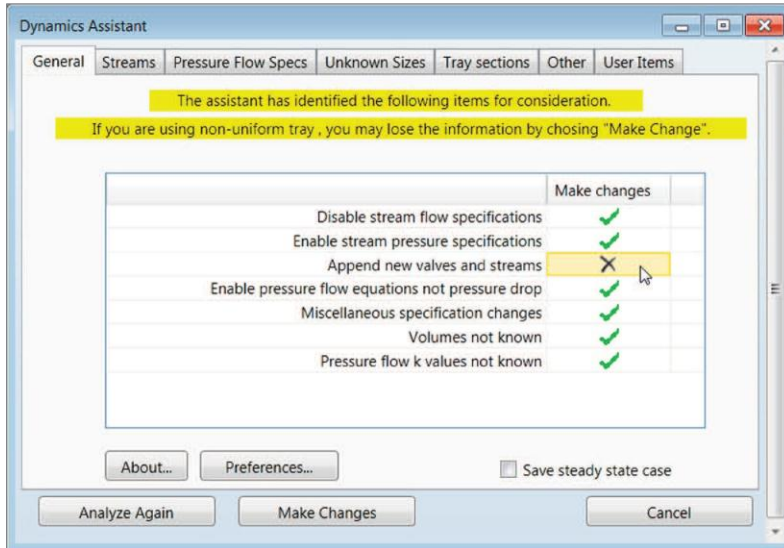 Dynamics Assistant
General Streams Pressure Flow Specs Unknown Sizes Tray sections Other User Items
The assistant has identified the following items for consideration.
If you are using non-uniform tray , you may lose the information by chosing "Make Change".
Make changes
Disable stream flow specifications
Enable stream pressure specifications
Append new valves and streams
Enable pressure flow equations not pressure drop
Miscellaneous specification changes
Volumes not known
Pressure flow k values not known
About... Preferences... Save steady state case
Analyze Again Make Changes Cancel